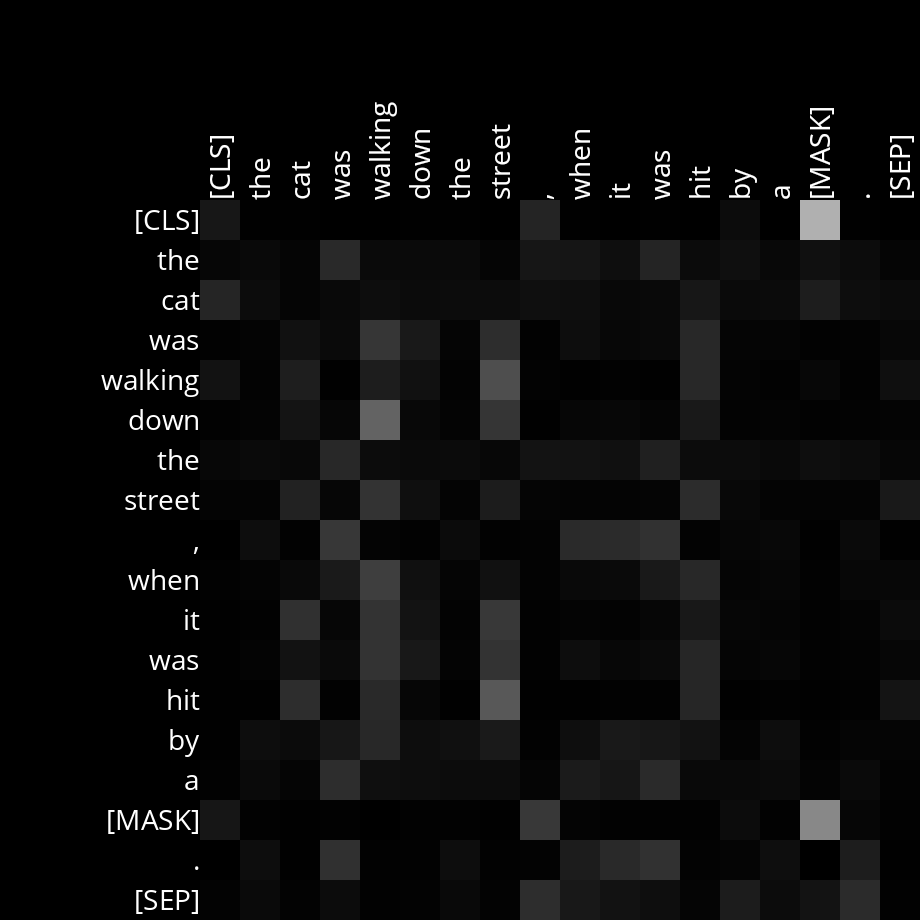 [CLS] the cat was walking down the street , when it was hit by a [MASK] . [SEP]
[CLS]
the
cat
was
walking
down
the
street
,
when
it
was
hit
by
a
[MASK]
.
[SEP]